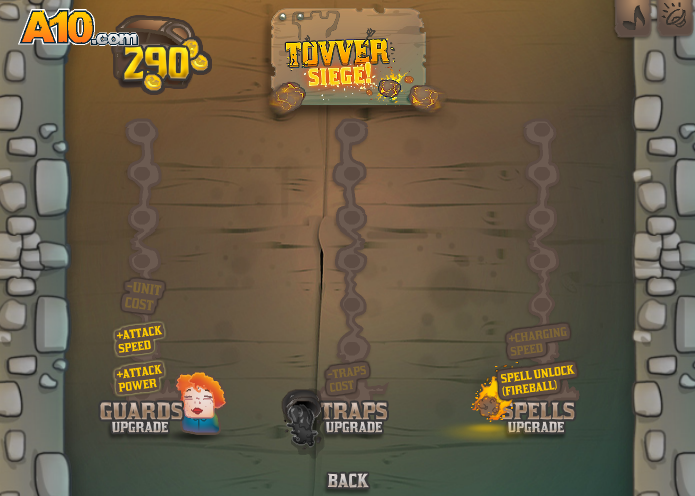 A10.com
290
TOVVER
SIEGE!
-UNIT
COST
+ATTACK
SPEED
+ATTACK
POWER
GUARDS
UPGRADE
-TRAPS
COST
TRAPS
UPGRADE
+CHARGING
SPEED
SPELL UNLOCK
(FIREBALL)
SPELLS
UPGRADE
BACK